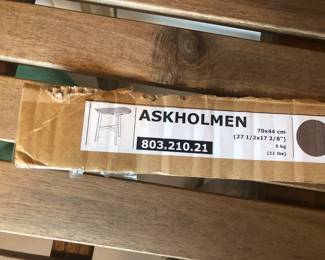 ASKHOLMEN
70x44 cm
(27 1/2x17 3/8")
5 kg
(11 lbs)
803.210.21